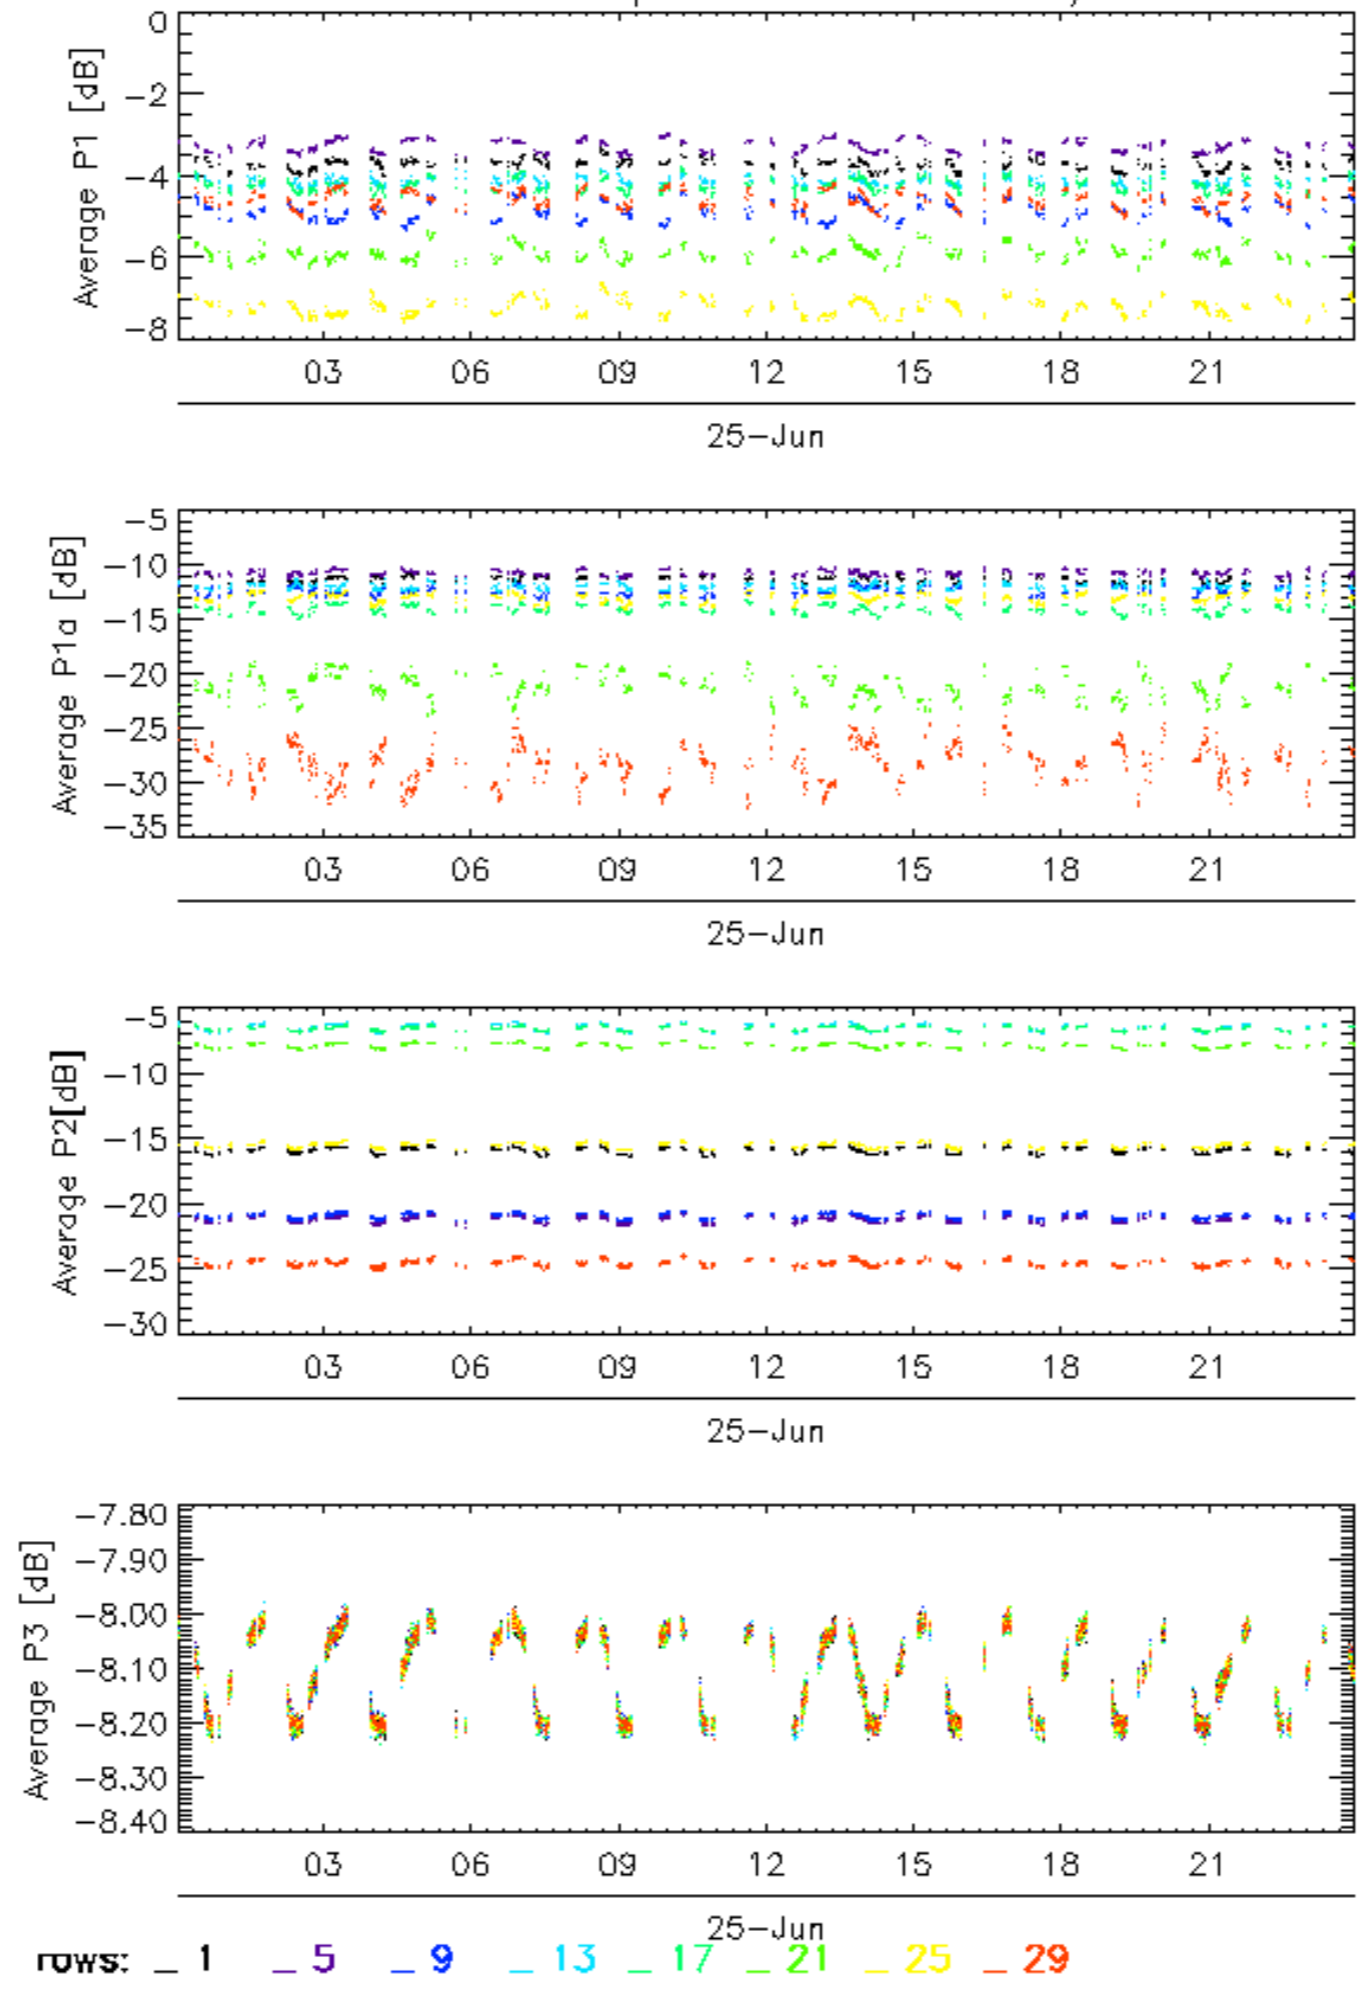 0
-2
-4
-6
-8
Average P1 [dB]
03 06 09 12 15 18 21
25-Jun
-5
-10
-15
-20
-25
-30
-35
Average P1a [dB]
03 06 09 12 15 18 21
25-Jun
-5
-10
-15
-20
-25
-30
Average P2[dB]
03 06 09 12 15 18 21
25-Jun
-7.80
-7.90
-8.00
-8.10
-8.20
-8.30
-8.40
Average P3 [dB]
03 06 09 12 15 18 21
25-Jun
rows: _ 1 _ 5 _ 9 _ 13 _ 17 _ 21 _ 25 _ 29